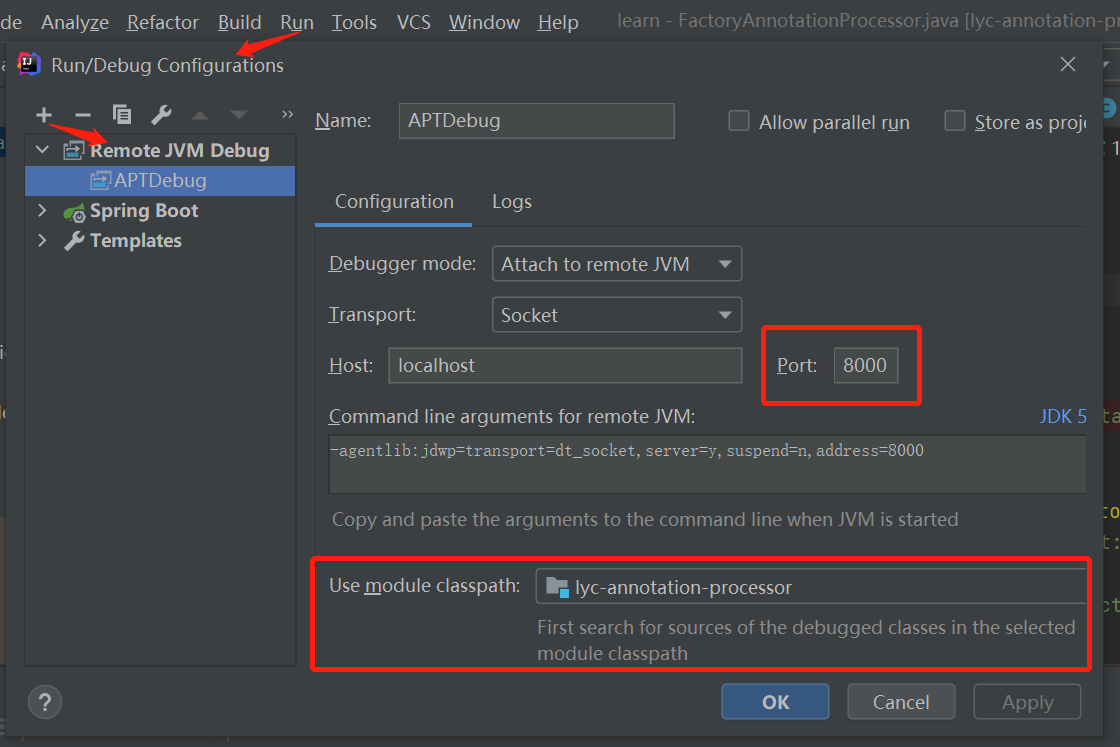 de Analyze Refactor Build Run Tools VCS Window Help learn - FactoryAnnotationProcessor.java [lyc-annotation-pr
Run/Debug Configurations
Name: APTDebug Allow parallel run Store as proje
Remote JVM Debug
APTDebug
Spring Boot
Templates
Configuration Logs
Debugger mode: Attach to remote JVM
Transport: Socket
Host: localhost Port: 8000
Command line arguments for remote JVM: JDK 5
-agentlib:jdwp=transport=dt_socket,server=y,suspend=n,address=8000
Copy and paste the arguments to the command line when JVM is started
Use module classpath: lyc-annotation-processor
First search for sources of the debugged classes in the selected
module classpath
? OK Cancel Apply